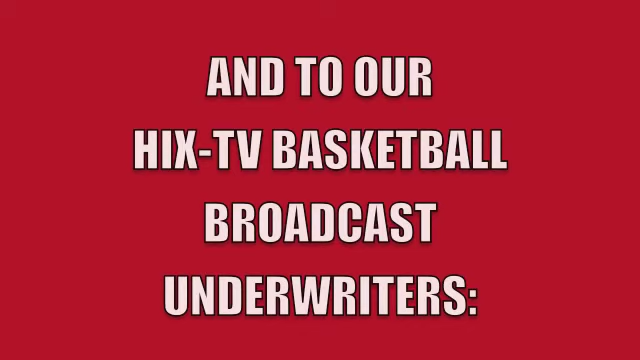 AND TO OUR
HIX-TV BASKETBALL
BROADCAST
UNDERWRITERS: